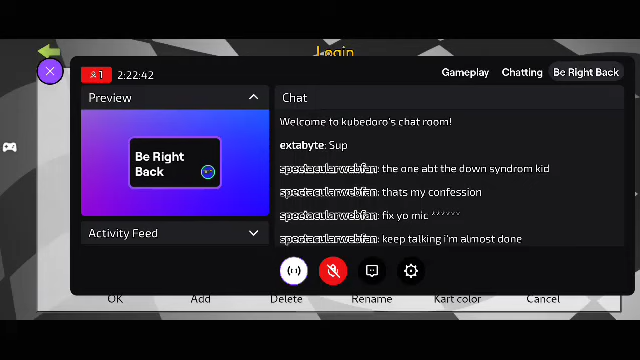 Login
1
2:22:42
Gameplay
Chatting
Be Right Back
Preview
Be Right
Back
Activity Feed
Chat
Welcome to kubedoro's chat room!
extabyte: Sup
spectacularwebfan: the one abt the down syndrom kid
spectacularwebfan: thats my confession
spectacularwebfan: fix yo mic ******
spectacularwebfan: keep talking i'm almost done
OK
Add
Delete
Rename
Kart color
Cancel